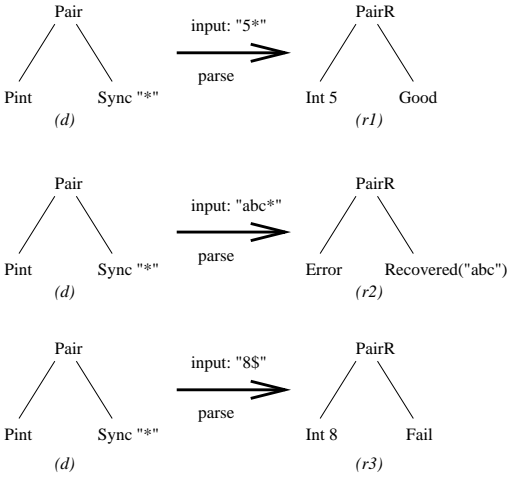 Pair
input: "5*"
PairR
parse
Pint
Sync "*"
Int 5
Good
(d)
(r1)
Pair
input: "abc*"
PairR
parse
Pint
Sync "*"
Error
Recovered("abc")
(d)
(r2)
Pair
input: "8$"
PairR
parse
Pint
Sync "*"
Int 8
Fail
(d)
(r3)